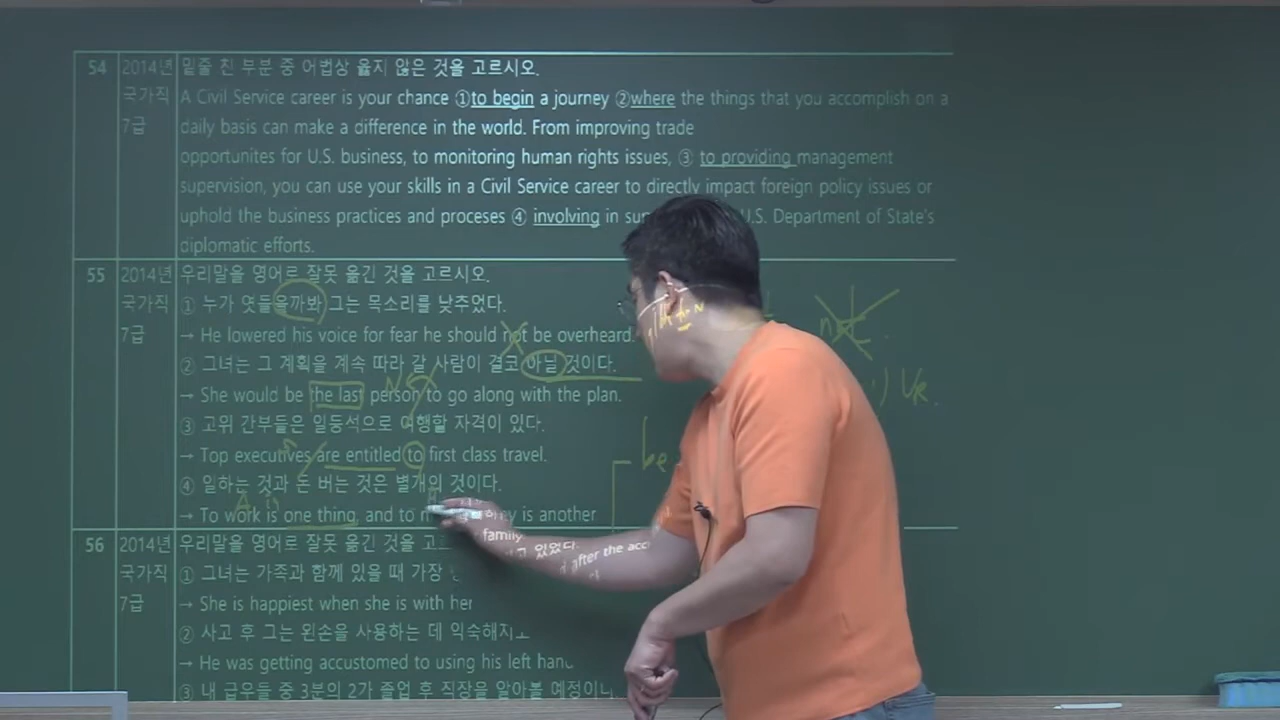 54 2014년 밑줄 친 부분 중 어법상 옳지 않은 것을 고르시오.
국가직 A Civil Service career is your chance ①to begin a journey ②where the things that you accomplish on a
7급 daily basis can make a difference in the world. From improving trade
opportunites for U.S. business, to monitoring human rights issues, ③ to providing management
supervision, you can use your skills in a Civil Service career to directly impact foreign policy issues or
uphold the business practices and proceses ④ involving in U.S. Department of State's
diplomatic efforts.
55 2014년 우리말을 영어로 잘못 옮긴 것을 고르시오.
국가직 ① 누가 엿들을까봐 그는 목소리를 낮추었다.
7급 → He lowered his voice for fear he should not be overheard.
② 그녀는 그 계획을 계속 따라 갈 사람이 결코 아닐 것이다.
→ She would be the last person to go along with the plan.
③ 고위 간부들은 일등석으로 여행할 자격이 있다.
→ Top executives are entitled to first class travel.
be
④ 일하는 것과 돈 버는 것은 별개의 것이다.
A is
→ To work is one thing, and to is another
56 2014년 우리말을 영어로 잘못 옮긴 것을
국가직 ① 그녀는 가족과 함께 있을 때 가장
7급 → She is happiest when she is with her family
② 사고 후 그는 왼손을 사용하는 데 있었다.
→ He was getting accustomed to using his left after the
③ 내 급우들 중 3분의 2가 졸업 후 직장을 알아볼